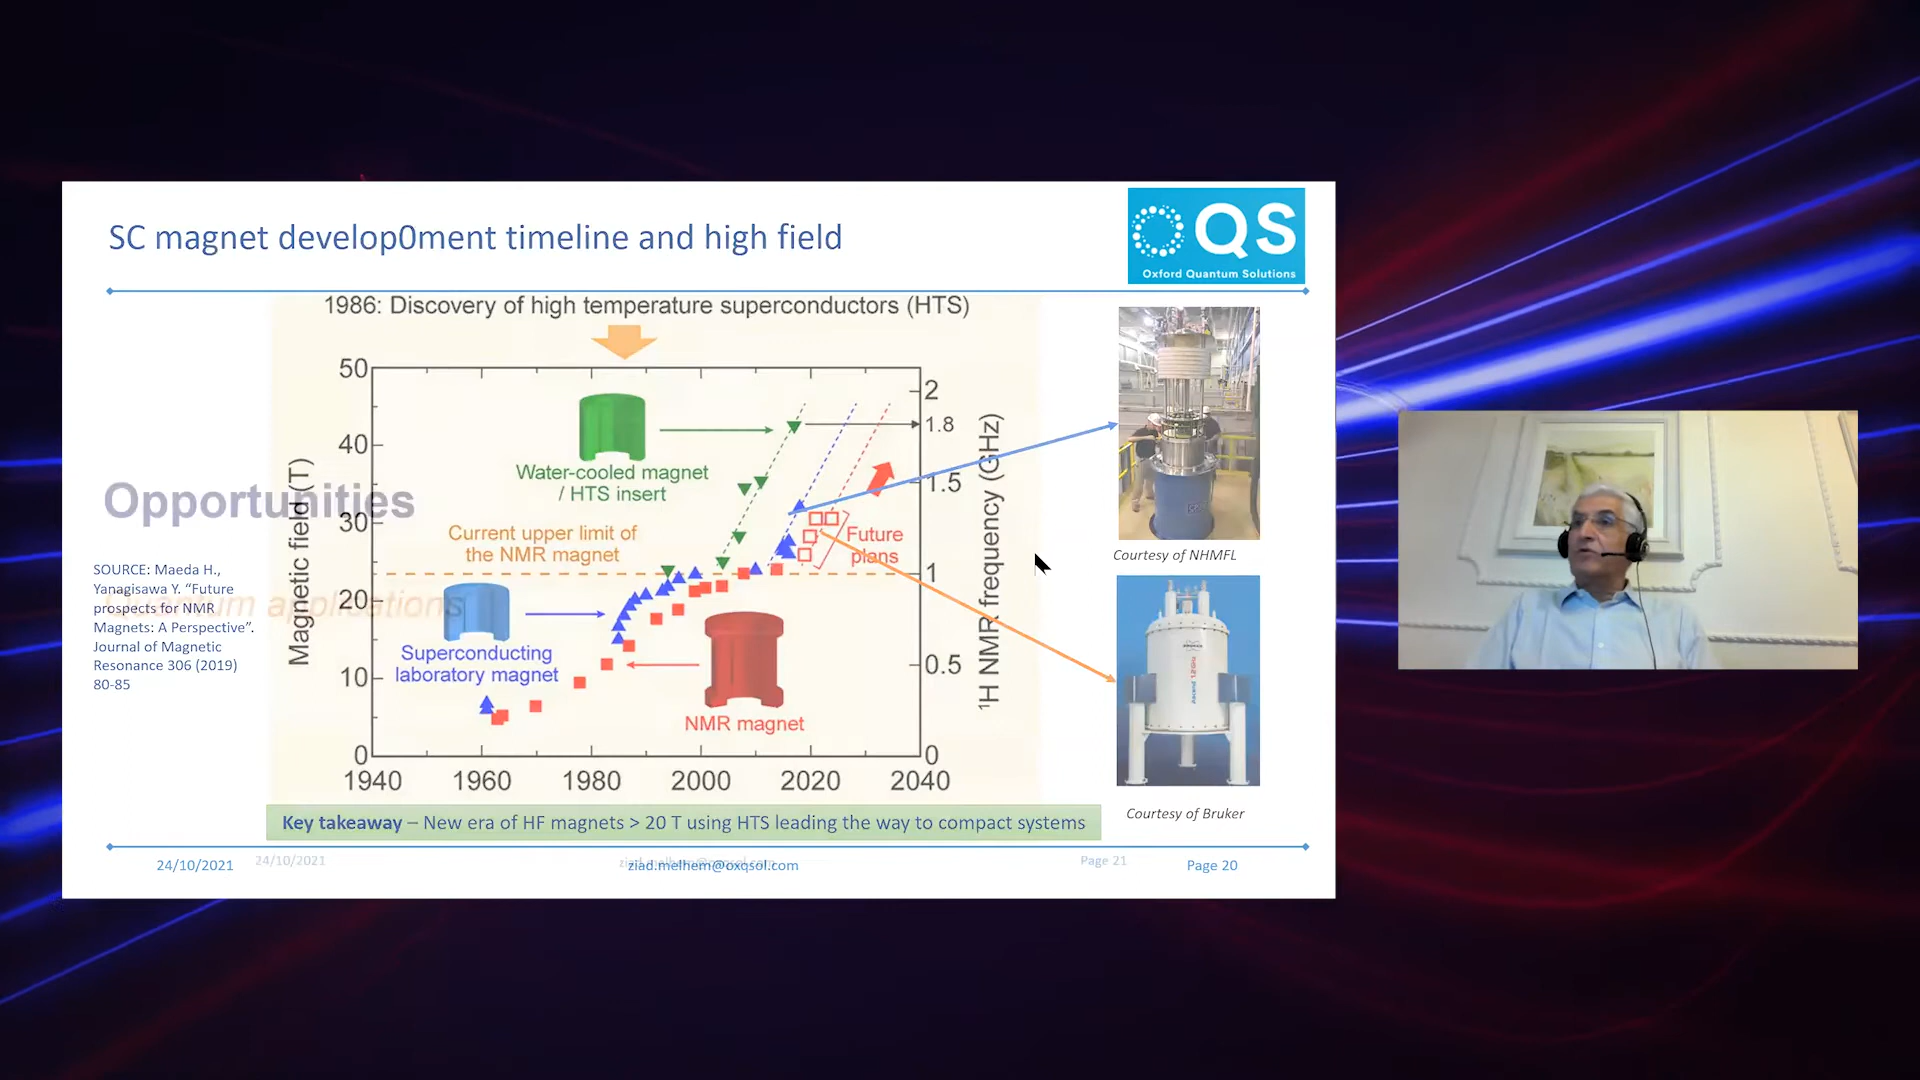 SC magnet develop0ment timeline and high field
QS
Oxford Quantum Solutions
1986: Discovery of high temperature superconductors (HTS)
50
40
30
20
10
0
Magnetic field (T)
1940
1960
1980
2000
2020
2040
2
1.8
1.5
1
0.5
0
¹H NMR frequency (GHz)
Water-cooled magnet
/ HTS insert
Current upper limit of
the NMR magnet
Future
plans
Superconducting
laboratory magnet
NMR magnet
Opportunities
Quantum applications
SOURCE: Maeda H.,
Yanagisawa Y. “Future
prospects for NMR
Magnets: A Perspective”.
Journal of Magnetic
Resonance 306 (2019)
80-85
Courtesy of NHMFL
Courtesy of Bruker
Key takeaway – New era of HF magnets > 20 T using HTS leading the way to compact systems
24/10/2021
24/10/2021
ziad.melhem@oxqsol.com
ziad.melhem@oxqsol.com
Page 21
Page 20